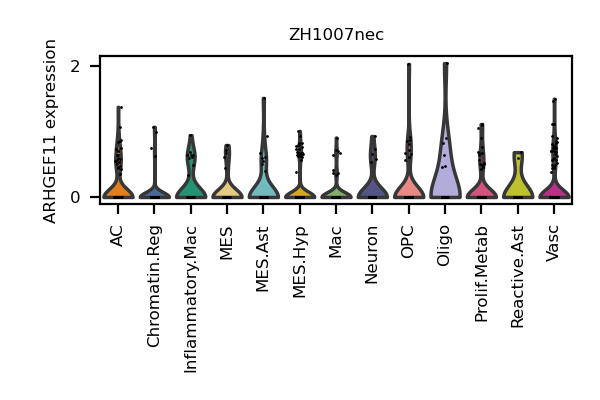 ZH1007nec
ARHGEF11 expression
2
0
AC
Chromatin.Reg
Inflammatory.Mac
MES
MES.Ast
MES.Hyp
Mac
Neuron
OPC
Oligo
Prolif.Metab
Reactive.Ast
Vasc